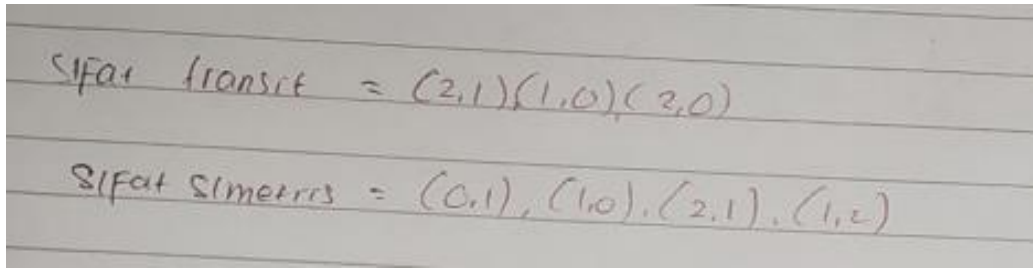 Sifat transit = (2,1)(1,0),(2,0)
Sifat Simetris = (0,1), (1,0), (2,1), (1,2)